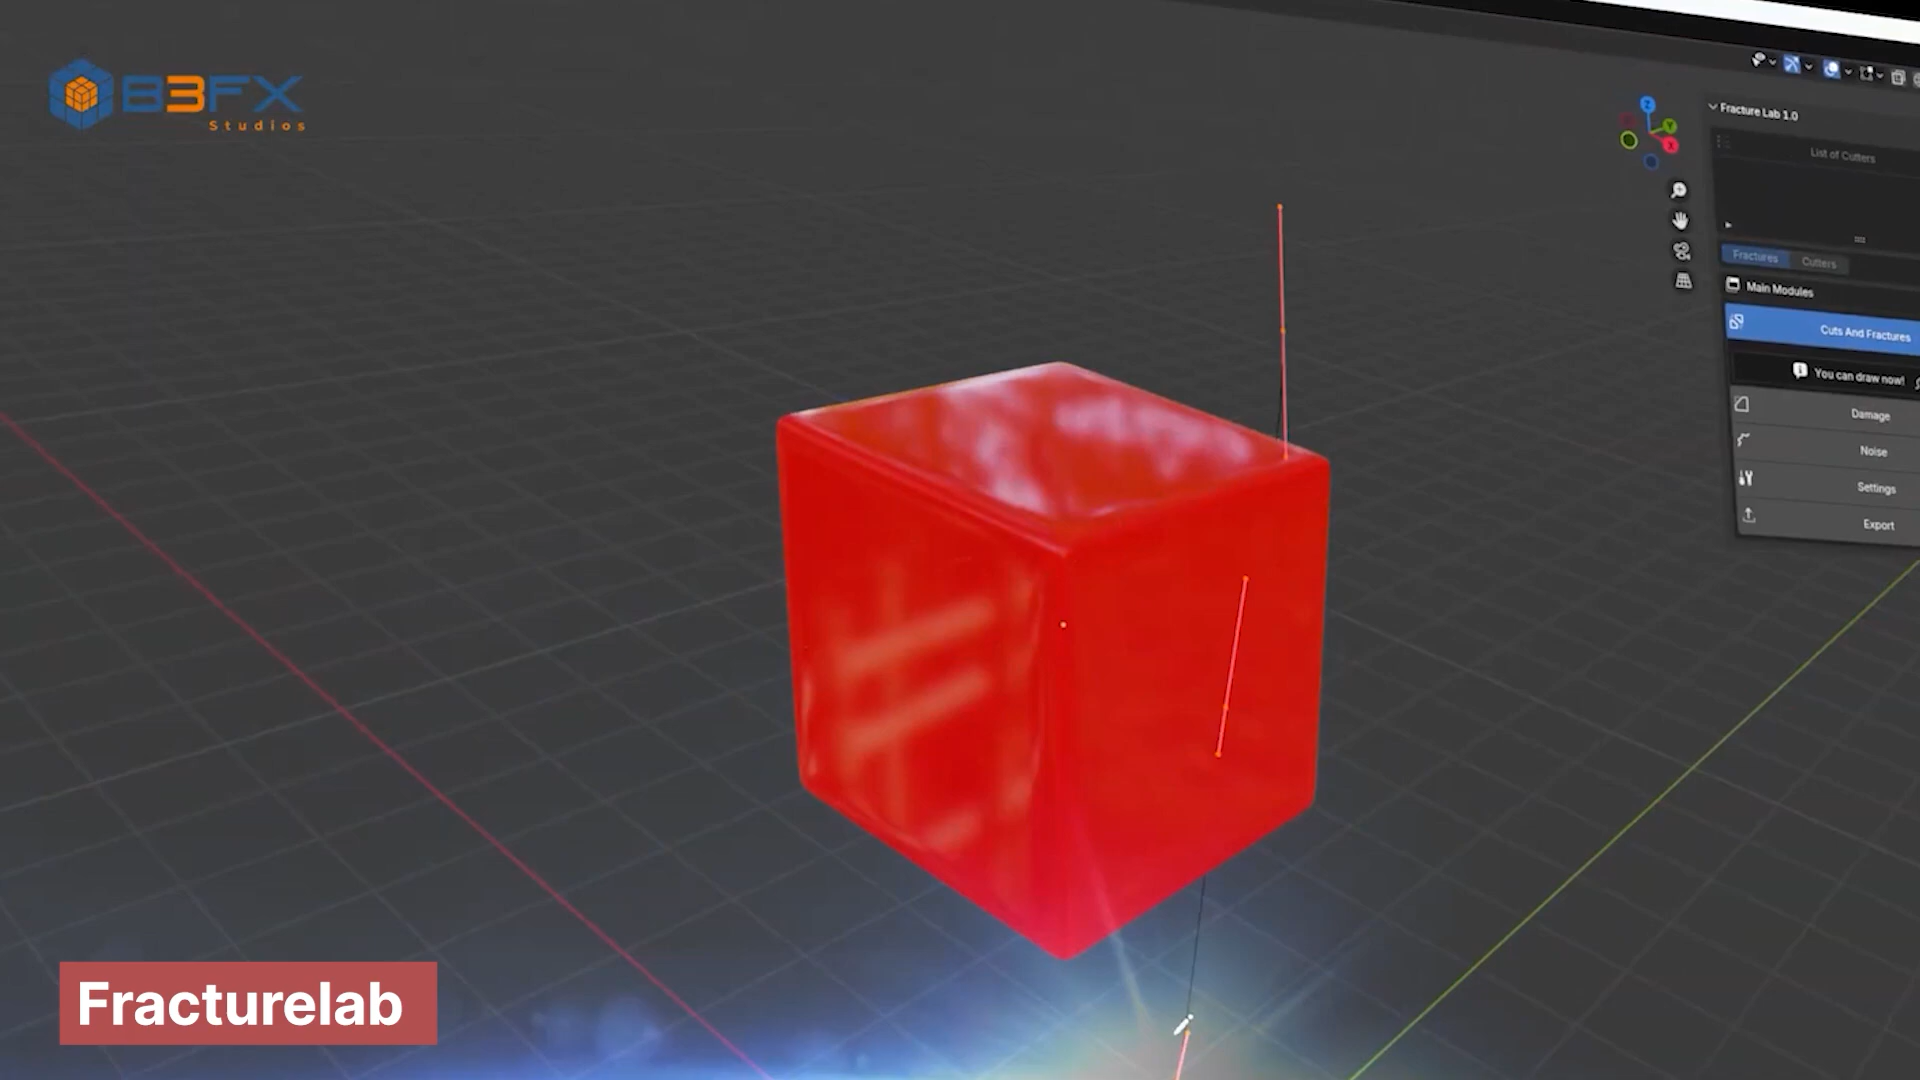 B3FX
Studios
Fracture Lab 1.0
List of Cutters
Fractures Cutters
Main Modules
Cuts And Fractures
You can draw now!
Damage
Noise
Settings
Export
Z
Y
X
Fracturelab